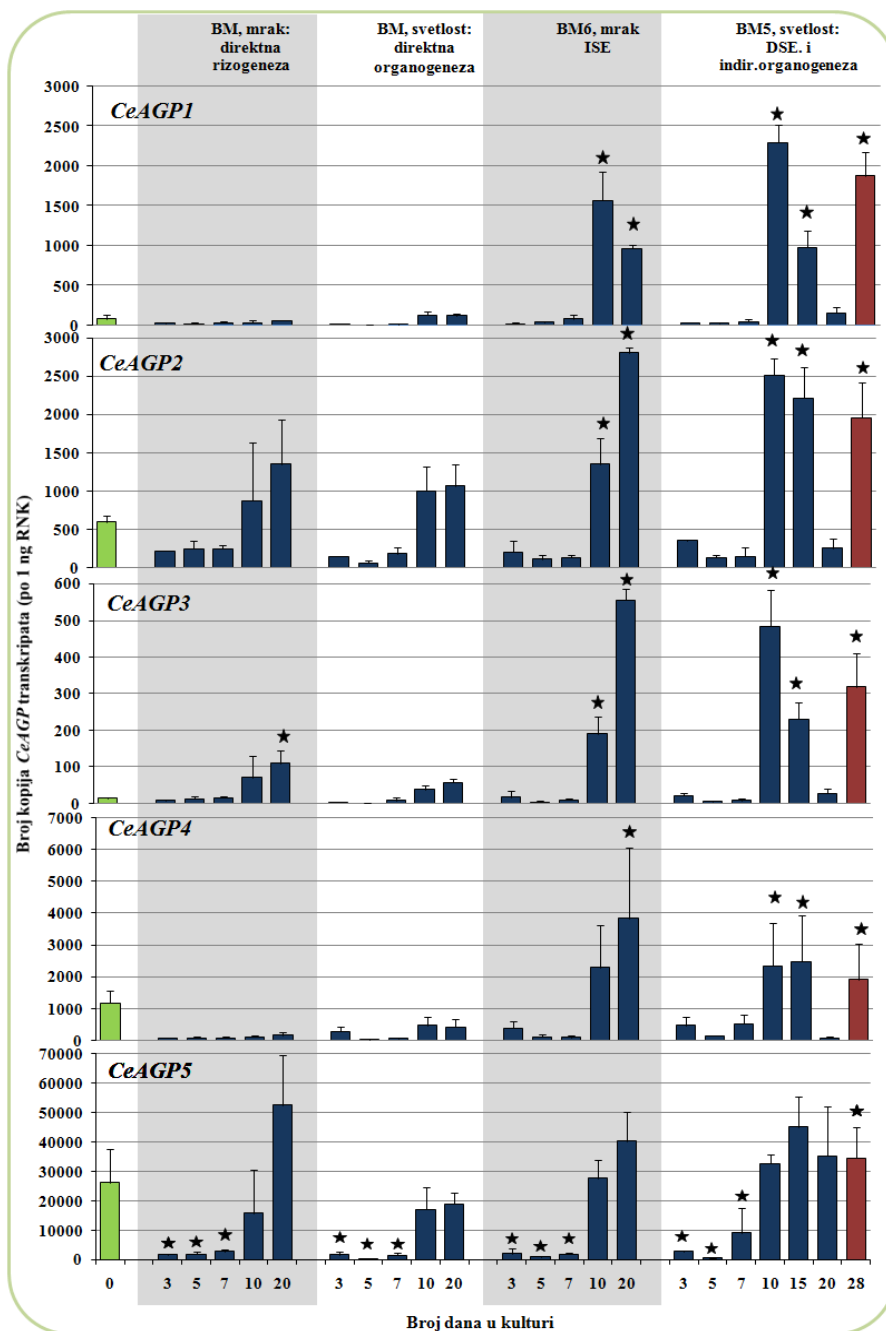 BM, mrak:
direktna
rizogeneza
BM, svetlost:
direktna
organogeneza
BM6, mrak
ISE
BM5, svetlost:
DSE. i
indir.organogeneza
Broj kopija CeAGP transkripata (po 1 ng RNK)
CeAGP1
3000
2500
2000
1500
1000
500
0
CeAGP2
3000
2500
2000
1500
1000
500
0
CeAGP3
600
500
400
300
200
100
0
CeAGP4
7000
6000
5000
4000
3000
2000
1000
0
CeAGP5
70000
60000
50000
40000
30000
20000
10000
0
0 3 5 7 10 20 3 5 7 10 20 3 5 7 10 20 3 5 7 10 15 20 28
Broj dana u kulturi